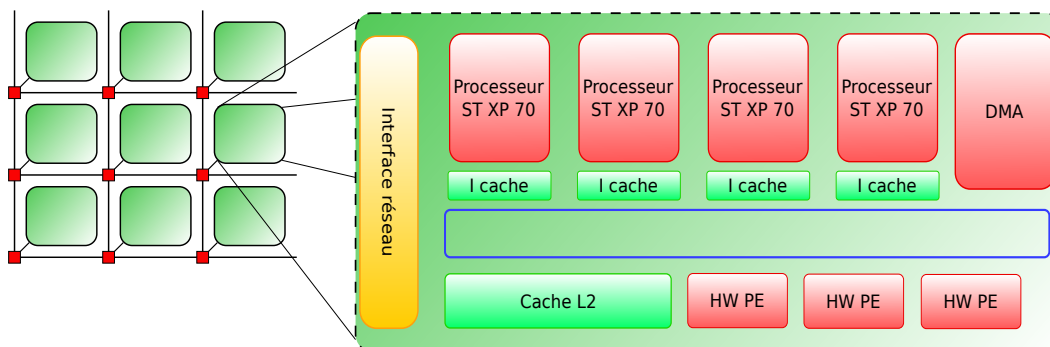 Interface réseau
Processeur
ST XP 70
Processeur
ST XP 70
Processeur
ST XP 70
Processeur
ST XP 70
DMA
I cache
I cache
I cache
I cache
Cache L2
HW PE
HW PE
HW PE